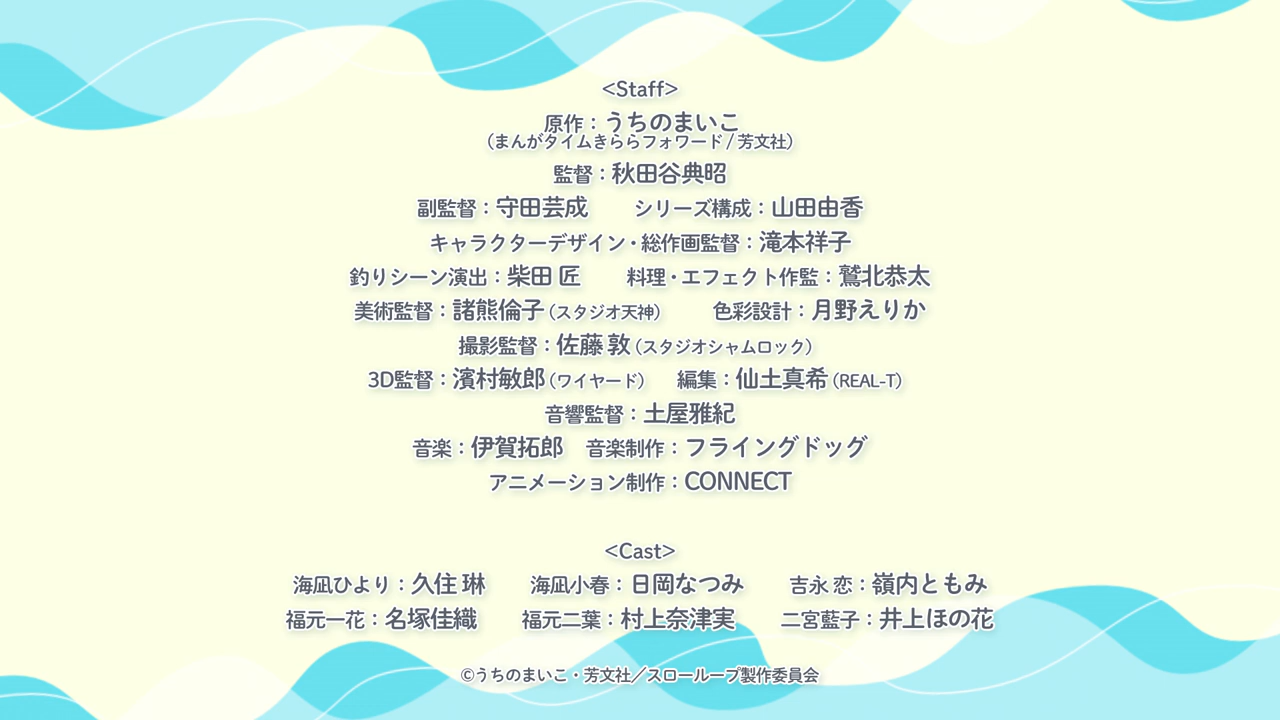 <Staff>
原作：うちのまいこ
（まんがタイムきららフォワード / 芳文社）
監督：秋田谷典昭
副監督：守田芸成　シリーズ構成：山田由香
キャラクターデザイン・総作画監督：滝本祥子
釣りシーン演出：柴田 匠　料理・エフェクト作監：鷲北恭太
美術監督：諸熊倫子（スタジオ天神）　色彩設計：月野えりか
撮影監督：佐藤 敦（スタジオシャムロック）
3D監督：濱村敏郎（ワイヤード）　編集：仙土真希（REAL-T）
音響監督：土屋雅紀
音楽：伊賀拓郎　音楽制作：フライングドッグ
アニメーション制作：CONNECT
<Cast>
海凪ひより：久住 琳　海凪小春：日岡なつみ　吉永 恋：嶺内ともみ
福元一花：名塚佳織　福元二葉：村上奈津実　二宮藍子：井上ほの花
©うちのまいこ・芳文社／スローループ製作委員会